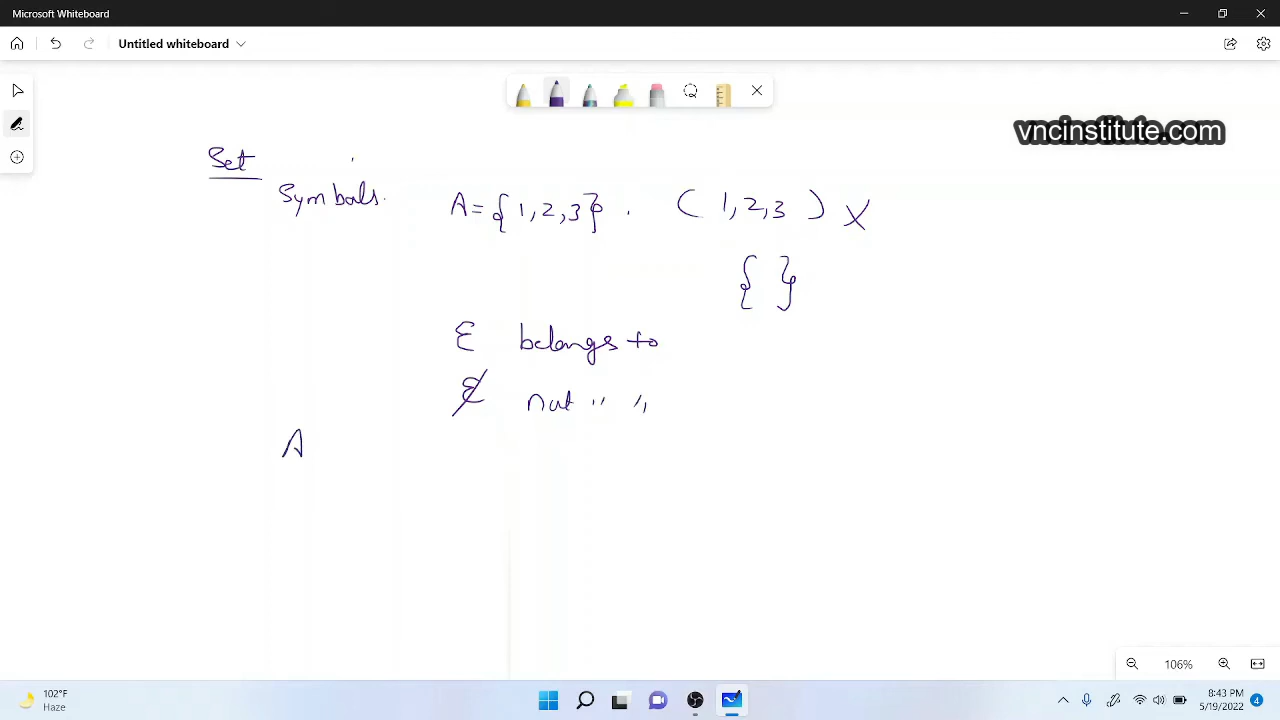 Microsoft Whiteboard
Untitled whiteboard
vncinstitute.com
Set
Symbols.
A = {1, 2, 3} . (1, 2, 3) X
{ }
∈ belongs to
∉ not " "
A
106%
102°F
Haze
8:43 PM
5/19/2022
4